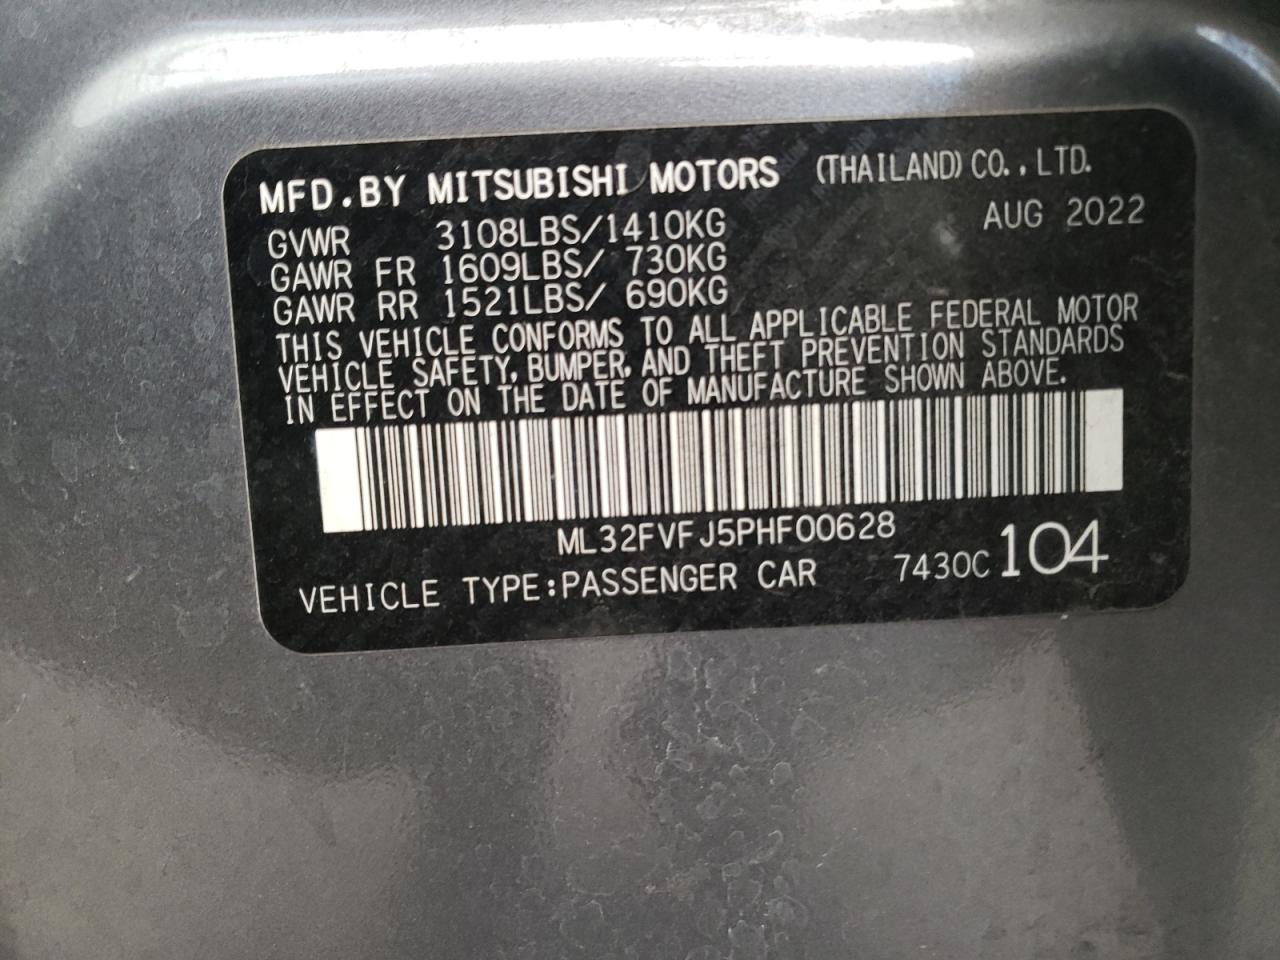 MFD.BY MITSUBISHI MOTORS (THAILAND) CO.,LTD.
GVWR 3108LBS/1410KG AUG 2022
GAWR FR 1609LBS/ 730KG
GAWR RR 1521LBS/ 690KG
THIS VEHICLE CONFORMS TO ALL APPLICABLE FEDERAL MOTOR
VEHICLE SAFETY, BUMPER, AND THEFT PREVENTION STANDARDS
IN EFFECT ON THE DATE OF MANUFACTURE SHOWN ABOVE.
ML32FVFJ5PHF00628
VEHICLE TYPE:PASSENGER CAR 7430C 104